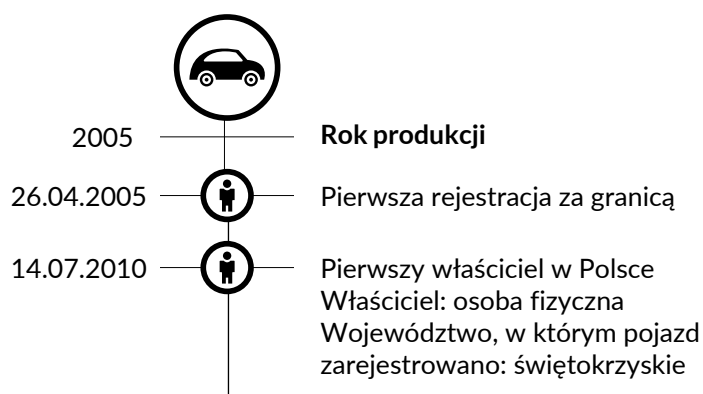 2005
Rok produkcji
26.04.2005
Pierwsza rejestracja za granicą
14.07.2010
Pierwszy właściciel w Polsce
Właściciel: osoba fizyczna
Województwo, w którym pojazd
zarejestrowano: świętokrzyskie